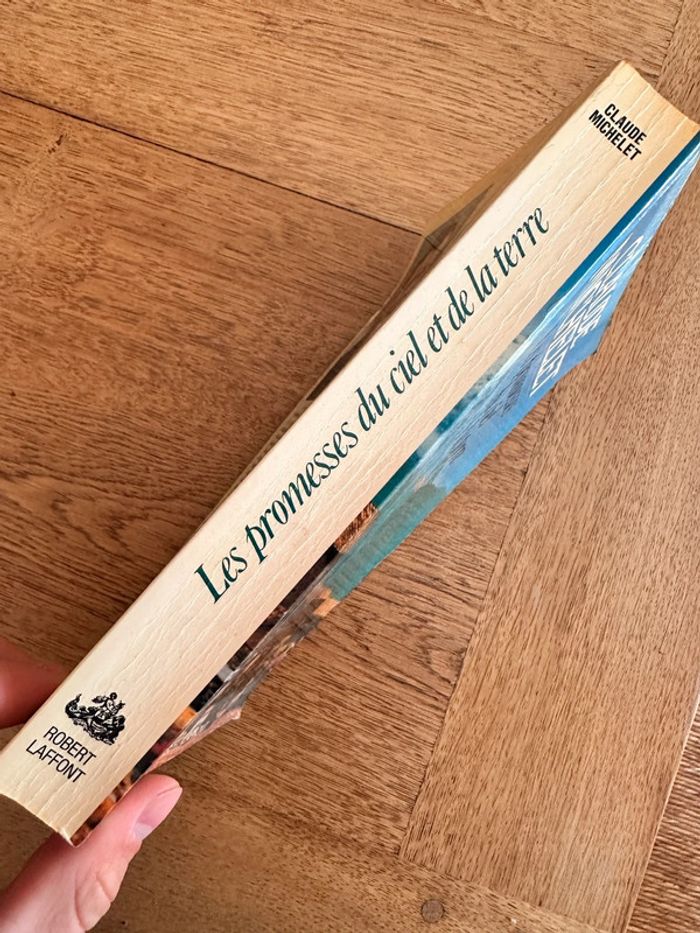 CLAUDE
MICHELET
Les promesses du ciel et de la terre
ROBERT
LAFFONT